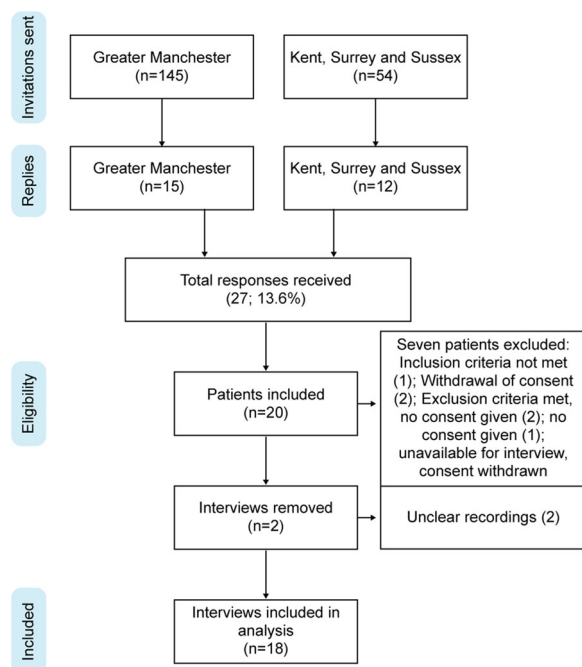 Invitations sent
Greater Manchester
(n=145)
Kent, Surrey and Sussex
(n=54)
Replies
Greater Manchester
(n=15)
Kent, Surrey and Sussex
(n=12)
Total responses received
(27; 13.6%)
Eligibility
Patients included
(n=20)
Seven patients excluded:
Inclusion criteria not met
(1); Withdrawal of consent
(2); Exclusion criteria met,
no consent given (2); no
consent given (1);
unavailable for interview,
consent withdrawn
Interviews removed
(n=2)
Unclear recordings (2)
Included
Interviews included in
analysis
(n=18)